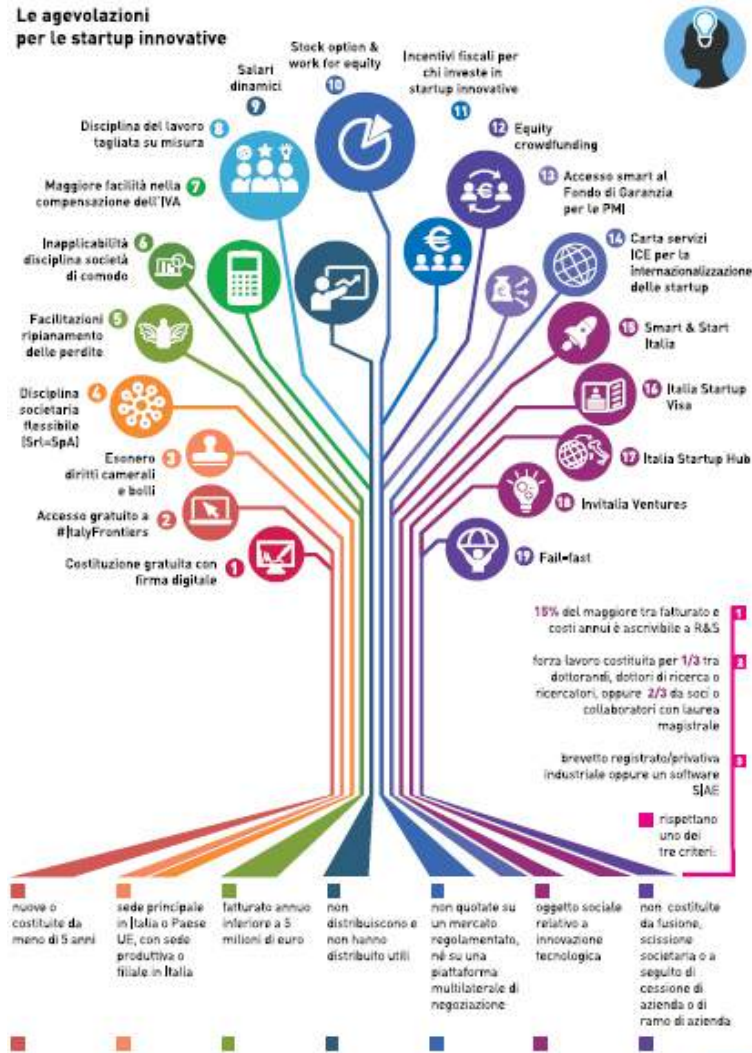 Le agevolazioni
per le startup innovative
Costituzione gratuita con
firma digitale
1
Accesso gratuito a
#ItalyFrontiers
2
Esonero
diritti camerali
e bolli
3
Disciplina
societaria
flessibile
(Srl=SpA)
4
Facilitazioni
ripianamento
delle perdite
5
Inapplicabilità
disciplina società
di comodo
6
Maggiore facilità nella
compensazione dell'IVA
7
Disciplina del lavoro
tagliata su misura
8
Salari
dinamici
9
Stock option &
work for equity
10
Incentivi fiscali per
chi investe in
startup innovative
11
12 Equity
crowdfunding
13 Accesso smart al
Fondo di Garanzia
per le PMI
14 Carta servizi
ICE per la
internazionalizzazione
delle startup
15 Smart & Start
Italia
16 Italia Startup
Visa
17 Italia Startup Hub
18 Invitalia Ventures
19 Fail-fast
15% del maggiore tra fatturato e
costi annui è ascrivibile a R&S
1
forza lavoro costituita per 1/3 tra
dottorandi, dottori di ricerca o
ricercatori, oppure 2/3 da soci o
collaboratori con laurea
magistrale
2
brevetto registrato/privativa
industriale oppure un software
SIAE
3
rispettano
uno dei
tre criteri:
nuove o
costituite da
meno di 5 anni
sede principale
in Italia o Paese
UE, con sede
produttiva o
filiale in Italia
fatturato annuo
inferiore a 5
milioni di euro
non
distribuiscono e
non hanno
distribuito utili
non quotate su
un mercato
regolamentato,
né su una
piattaforma
multilaterale di
negoziazione
oggetto sociale
relativo a
innovazione
tecnologica
non costituite
da fusione,
scissione
societaria o a
seguito di
cessione di
azienda o di
ramo di azienda